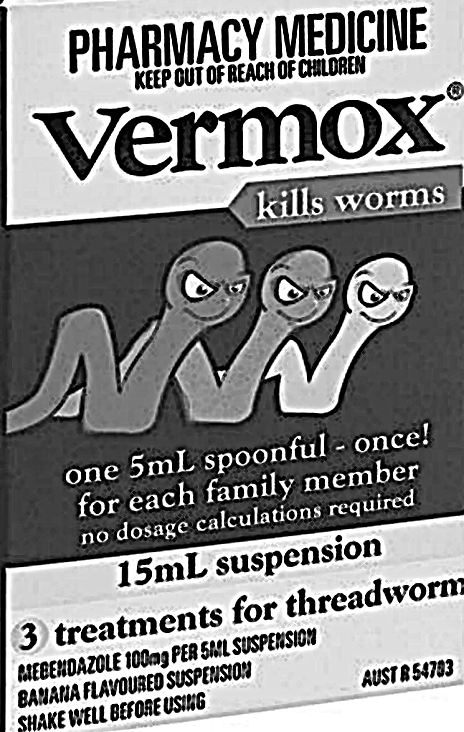 PHARMACY MEDICINE
KEEP OUT OF REACH OF CHILDREN
Vermox®
kills worms
one 5mL spoonful - once!
for each family member
no dosage calculations required
15mL suspension
3 treatments for threadworm
MEBENDAZOLE 100mg PER 5ML SUSPENSION
BANANA FLAVOURED SUSPENSION
AUST R 54703
SHAKE WELL BEFORE USING